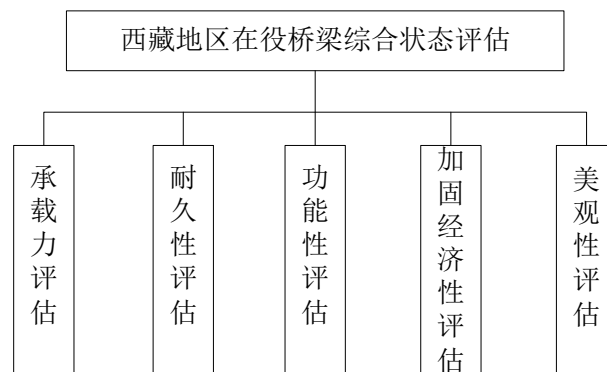 西藏地区在役桥梁综合状态评估
承载力评估
耐久性评估
功能性评估
加固经济性评估
美观性评估